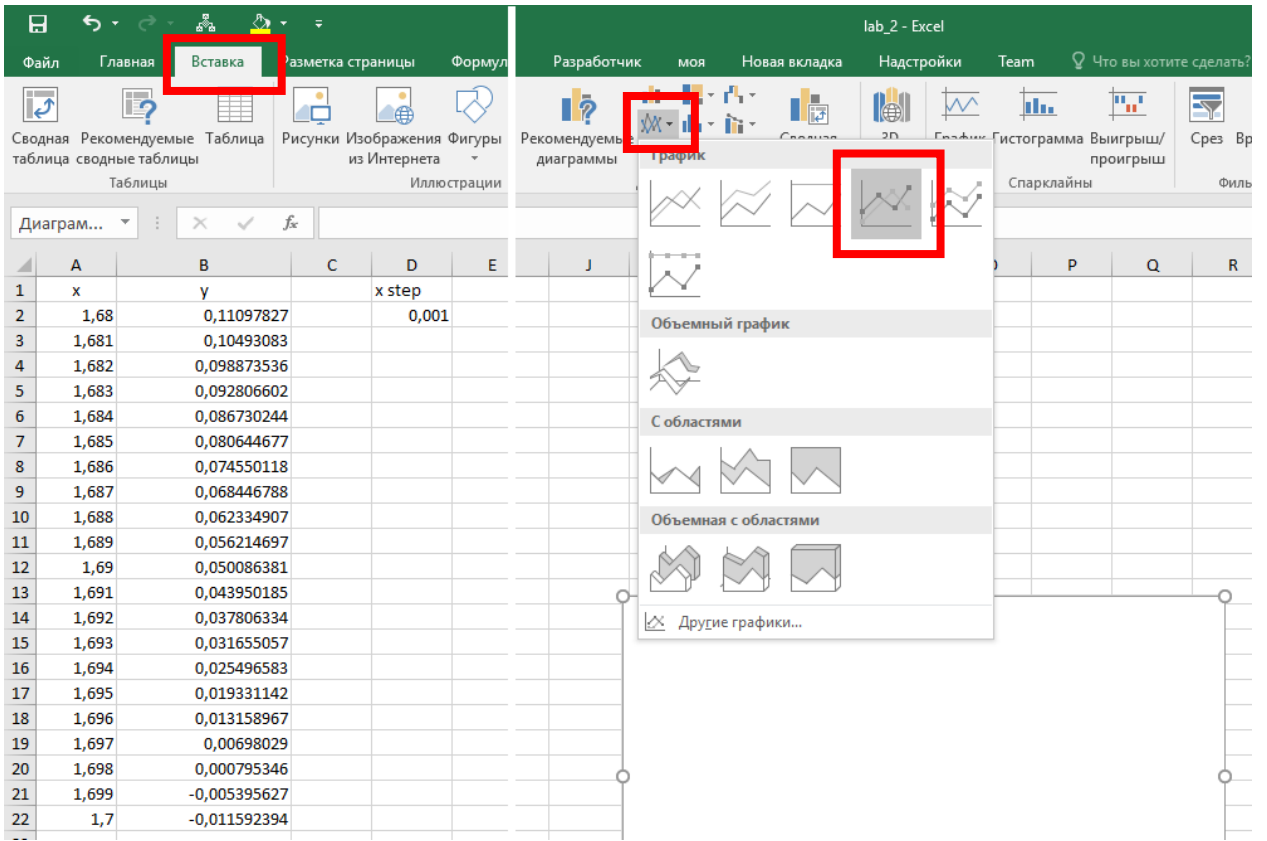 lab_2 - Excel
Файл Главная Вставка Разметка страницы Формул Разработчик моя Новая вкладка Надстройки Team Что вы хотите сделать?
Сводная Рекомендуемые Таблица Рисунки Изображения Фигуры Рекомендуемые График Гистограмма Выигрыш/ Срез Вр
таблица сводные таблицы из Интернета диаграммы проигрыш
Таблицы Иллюстрации Спарклайны Филь
Диаграм... fx
A B C D E J P Q R
1 x y x step
2 1,68 0,11097827 0,001
3 1,681 0,10493083
4 1,682 0,098873536
5 1,683 0,092806602
6 1,684 0,086730244
7 1,685 0,080644677
8 1,686 0,074550118
9 1,687 0,068446788
10 1,688 0,062334907
11 1,689 0,056214697
12 1,69 0,050086381
13 1,691 0,043950185
14 1,692 0,037806334
15 1,693 0,031655057
16 1,694 0,025496583
17 1,695 0,019331142
18 1,696 0,013158967
19 1,697 0,00698029
20 1,698 0,000795346
21 1,699 -0,005395627
22 1,7 -0,011592394
График
Объемный график
С областями
Объемная с областями
Другие графики...